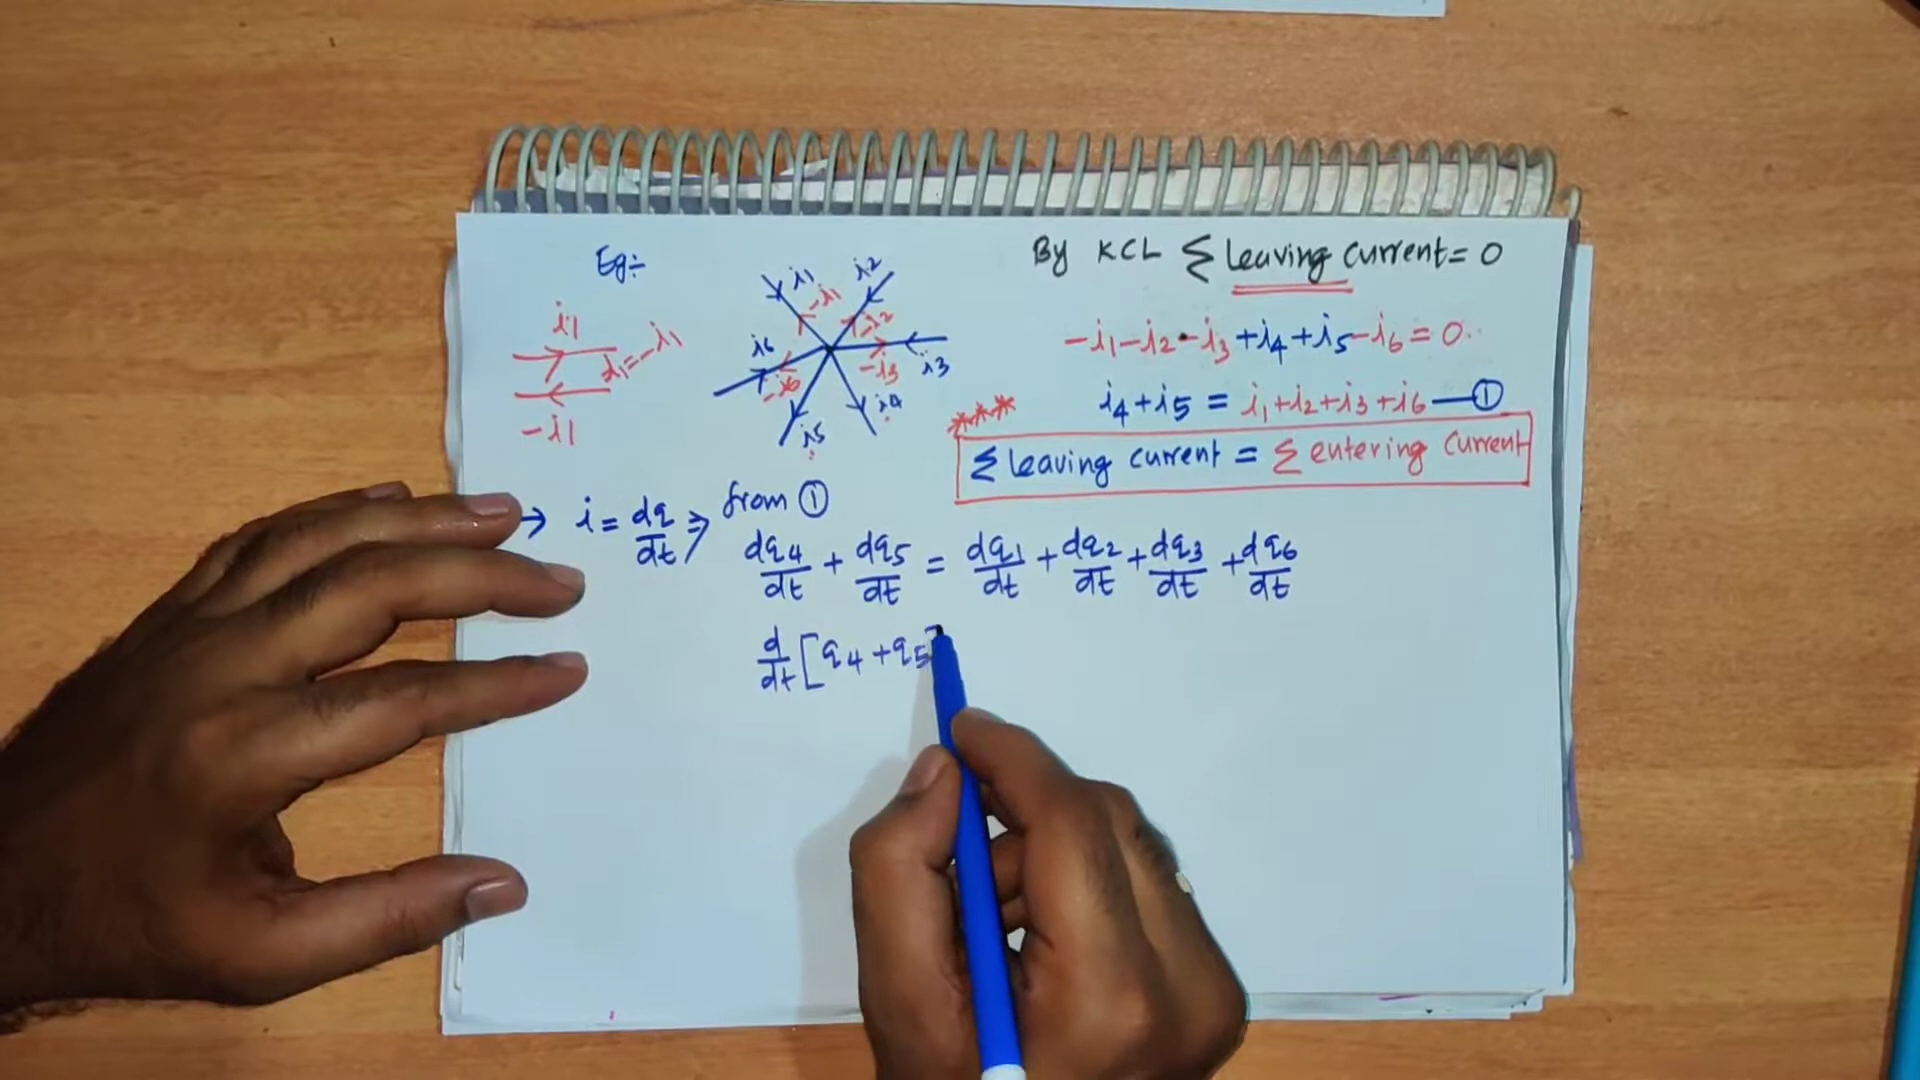 Eg:-
By KCL Σ leaving current = 0
i1
i1 = -i1
-i1
i1 i2
-i1 -i2
i6 -i6 -i3 i3
i5 i4
-i1-i2-i3+i4+i5-i6 = 0.
i4+i5 = i1+i2+i3+i6 — ①
***
Σ leaving current = Σ entering current
→ i = dq/dt ⇒ from ①
dq4/dt + dq5/dt = dq1/dt + dq2/dt + dq3/dt + dq6/dt
d/dt [q4+q5]